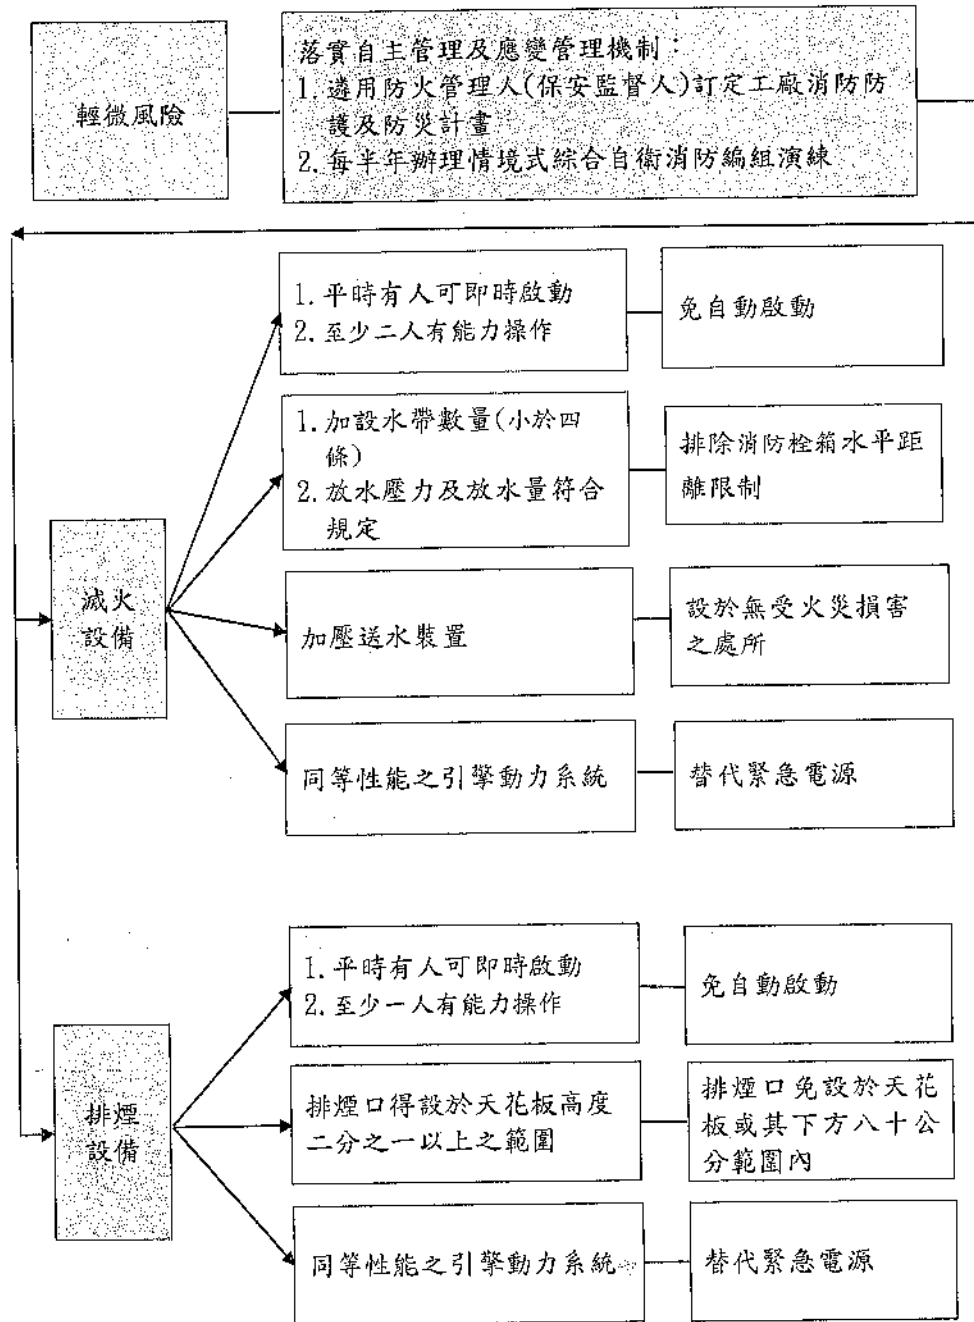 輕微風險
落實自主管理及應變管理機制：
1.遴用防火管理人(保安監督人)訂定工廠消防防
護及防災計畫
2.每半年辦理情境式綜合自衛消防編組演練
滅火
設備
1.平時有人可即時啟動
2.至少二人有能力操作
免自動啟動
1.加設水帶數量(小於四
條)
2.放水壓力及放水量符合
規定
排除消防栓箱水平距
離限制
加壓送水裝置
設於無受火災損害
之處所
同等性能之引擎動力系統
替代緊急電源
排煙
設備
1.平時有人可即時啟動
2.至少一人有能力操作
免自動啟動
排煙口得設於天花板高度
二分之一以上之範圍
排煙口免設於天花
板或其下方八十公
分範圍內
同等性能之引擎動力系統
替代緊急電源